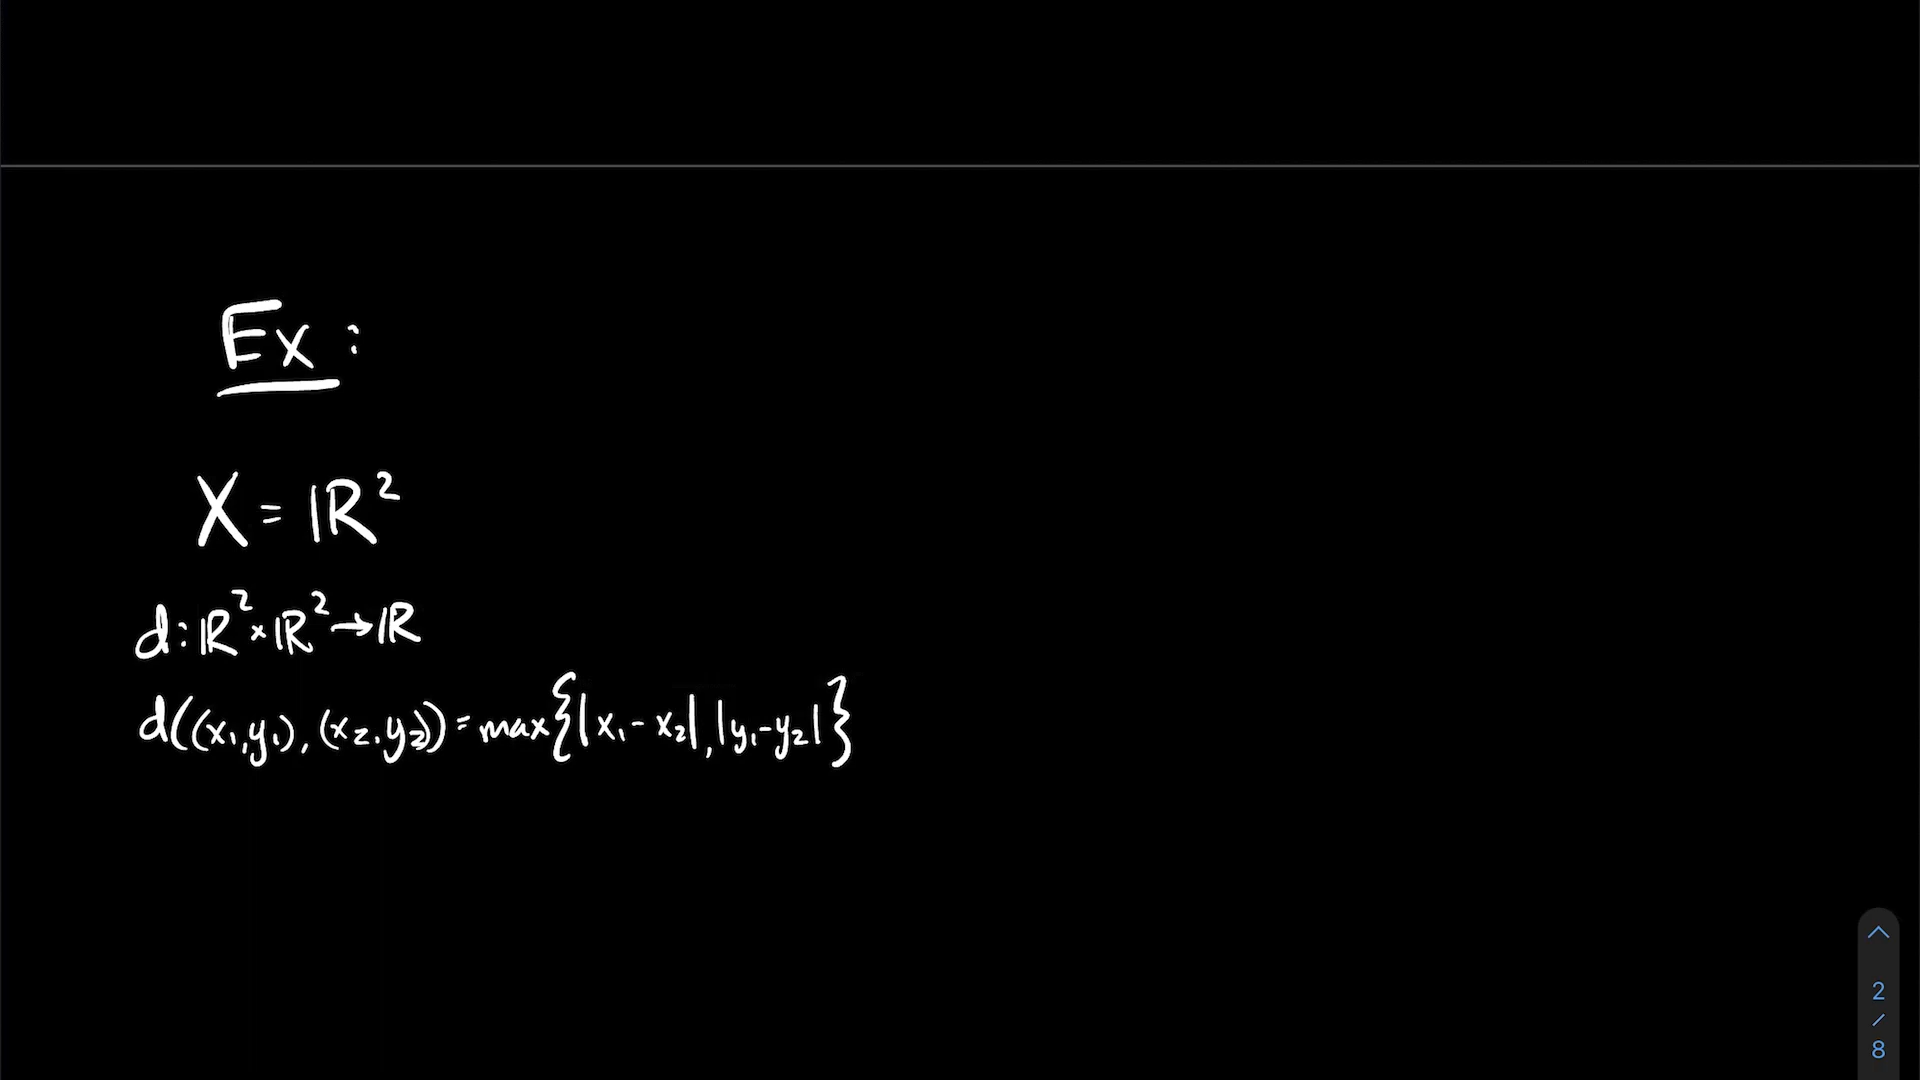 Ex:
X = ℝ²
d: ℝ² × ℝ² → ℝ
d((x₁,y₁), (x₂,y₂)) = max{|x₁ - x₂|, |y₁ - y₂|}
2
/
8